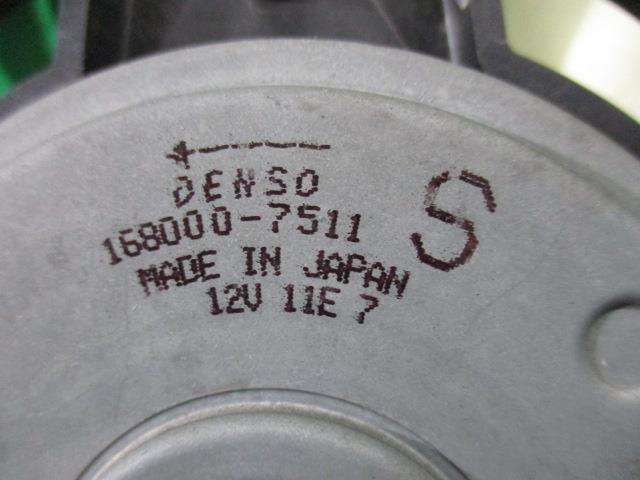 DENSO
168000-7511
MADE IN JAPAN
12V 11E 7
S